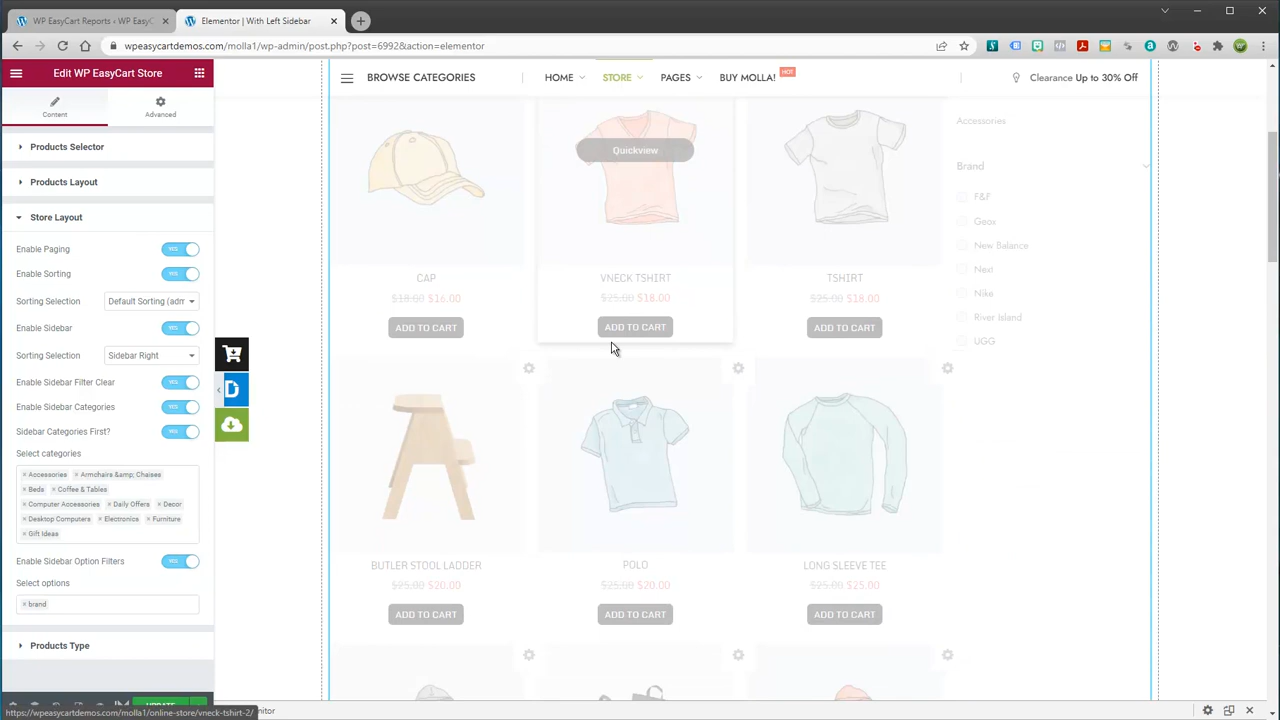 WP EasyCart Reports ‹ WP EasyC
Elementor | With Left Sidebar
wpeasycartdemos.com/molla1/wp-admin/post.php?post=6992&action=elementor
Edit WP EasyCart Store
Content
Advanced
Products Selector
Products Layout
Store Layout
Enable Paging
YES
Enable Sorting
YES
Sorting Selection
Default Sorting (adm
Enable Sidebar
YES
Sorting Selection
Sidebar Right
Enable Sidebar Filter Clear
YES
Enable Sidebar Categories
YES
Sidebar Categories First?
YES
Select categories
× Accessories × Armchairs &amp; Chaises
× Beds × Coffee & Tables
× Computer Accessories × Daily Offers × Decor
× Desktop Computers × Electronics × Furniture
× Gift Ideas
Enable Sidebar Option Filters
YES
Select options
× brand
Products Type
UPDATE
https://wpeasycartdemos.com/molla1/online-store/vneck-tshirt-2/
BROWSE CATEGORIES
HOME
STORE
PAGES
BUY MOLLA!
HOT
Clearance Up to 30% Off
Quickview
CAP
$18.00 $16.00
ADD TO CART
VNECK TSHIRT
$25.00 $18.00
ADD TO CART
TSHIRT
$25.00 $18.00
ADD TO CART
BUTLER STOOL LADDER
$25.00 $20.00
ADD TO CART
POLO
$25.00 $20.00
ADD TO CART
LONG SLEEVE TEE
$25.00 $25.00
ADD TO CART
Accessories
Brand
F&F
Geox
New Balance
Next
Nike
River Island
UGG